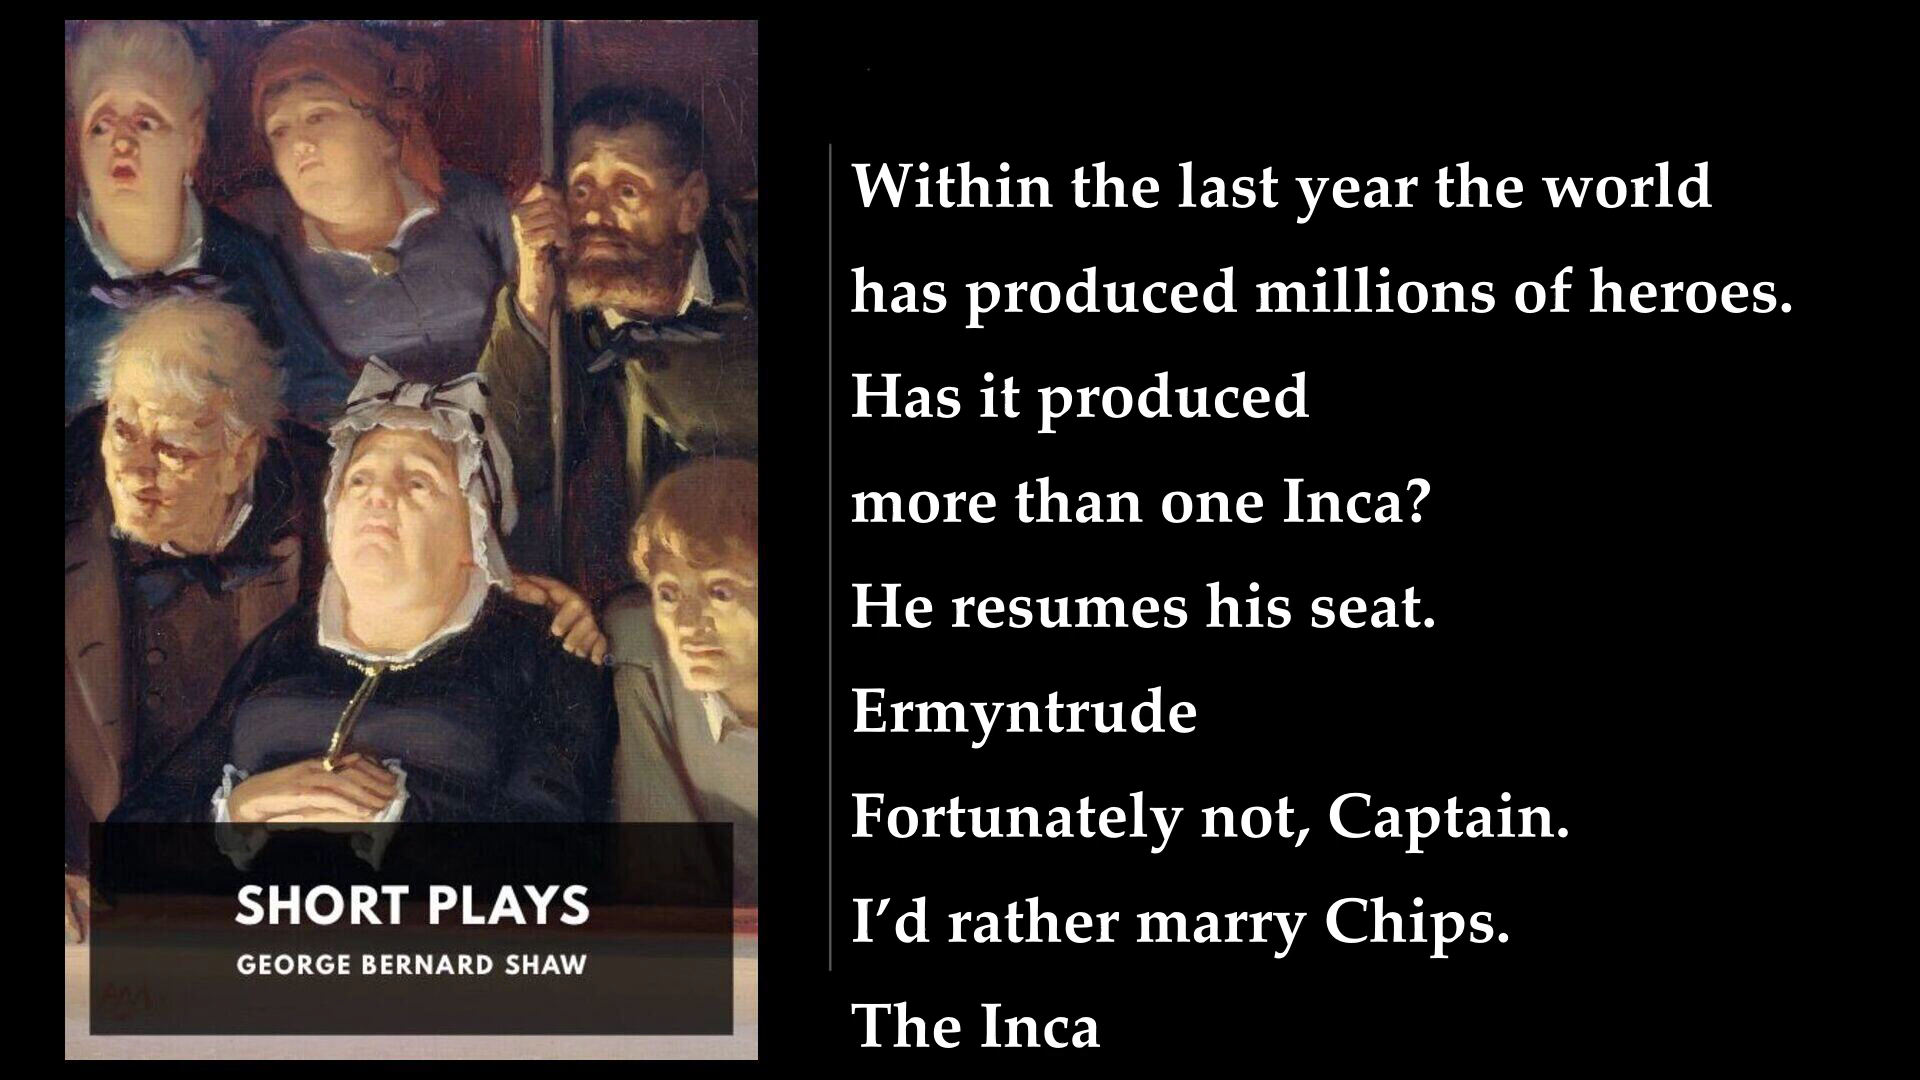 SHORT PLAYS
GEORGE BERNARD SHAW
Within the last year the world
has produced millions of heroes.
Has it produced
more than one Inca?
He resumes his seat.
Ermyntrude
Fortunately not, Captain.
I’d rather marry Chips.
The Inca